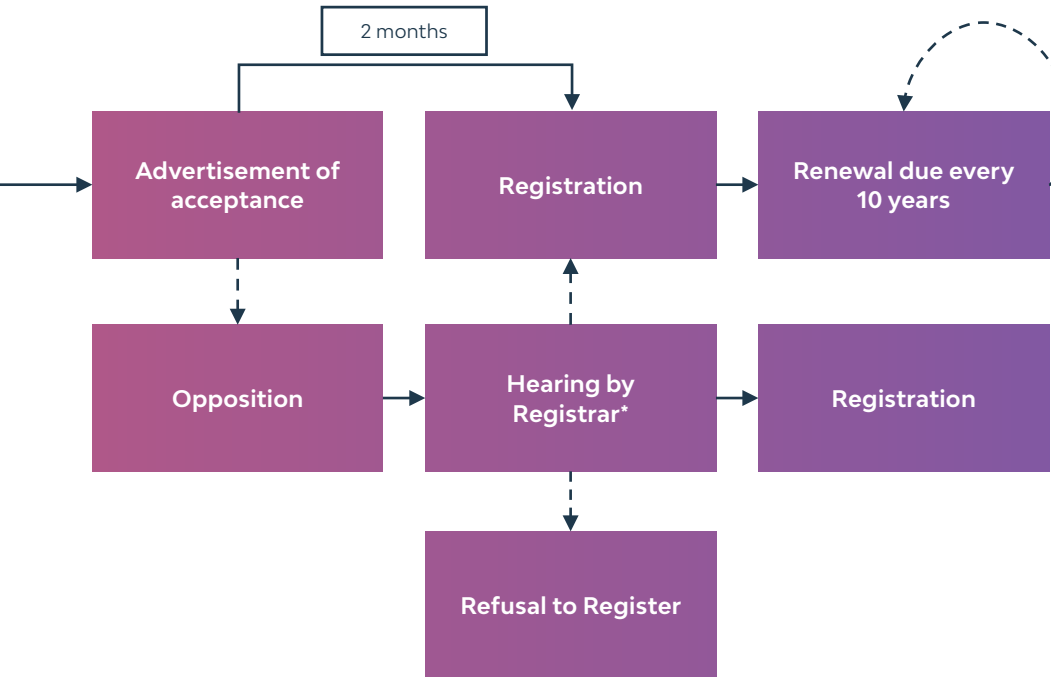 2 months
Advertisement of
acceptance
Registration
Renewal due every
10 years
Opposition
Hearing by
Registrar*
Registration
Refusal to Register